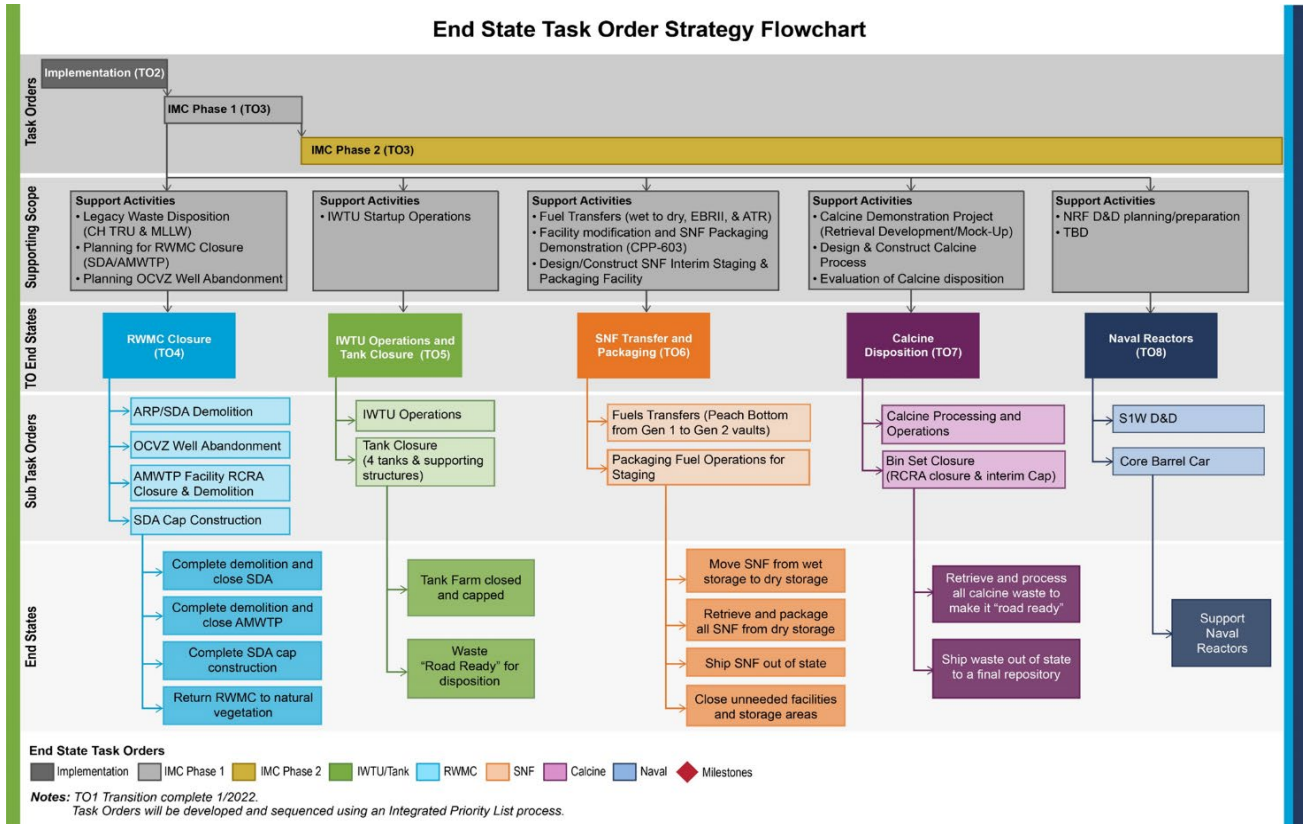 End State Task Order Strategy Flowchart
Task Orders
Implementation (TO2)
IMC Phase 1 (TO3)
IMC Phase 2 (TO3)
Supporting Scope
Support Activities
• Legacy Waste Disposition
(CH TRU & MLLW)
• Planning for RWMC Closure
(SDA/AMWTP)
• Planning OCVZ Well Abandonment
Support Activities
• IWTU Startup Operations
Support Activities
• Fuel Transfers (wet to dry, EBRII, & ATR)
• Facility modification and SNF Packaging
Demonstration (CPP-603)
• Design/Construct SNF Interim Staging &
Packaging Facility
Support Activities
• Calcine Demonstration Project
(Retrieval Development/Mock-Up)
• Design & Construct Calcine
Process
• Evaluation of Calcine disposition
Support Activities
• NRF D&D planning/preparation
• TBD
TO End States
RWMC Closure
(TO4)
IWTU Operations and
Tank Closure (TO5)
SNF Transfer and
Packaging (TO6)
Calcine
Disposition (TO7)
Naval Reactors
(TO8)
Sub Task Orders
ARP/SDA Demolition
OCVZ Well Abandonment
AMWTP Facility RCRA
Closure & Demolition
SDA Cap Construction
IWTU Operations
Tank Closure
(4 tanks & supporting
structures)
Fuels Transfers (Peach Bottom
from Gen 1 to Gen 2 vaults)
Packaging Fuel Operations for
Staging
Calcine Processing and
Operations
Bin Set Closure
(RCRA closure & interim Cap)
S1W D&D
Core Barrel Car
End States
Complete demolition and
close SDA
Complete demolition and
close AMWTP
Complete SDA cap
construction
Return RWMC to natural
vegetation
Tank Farm closed
and capped
Waste
“Road Ready” for
disposition
Move SNF from wet
storage to dry storage
Retrieve and package
all SNF from dry storage
Ship SNF out of state
Close unneeded facilities
and storage areas
Retrieve and process
all calcine waste to
make it “road ready”
Ship waste out of state
to a final repository
Support
Naval
Reactors
End State Task Orders
Implementation
IMC Phase 1
IMC Phase 2
IWTU/Tank
RWMC
SNF
Calcine
Naval
Milestones
Notes: TO1 Transition complete 1/2022.
Task Orders will be developed and sequenced using an Integrated Priority List process.